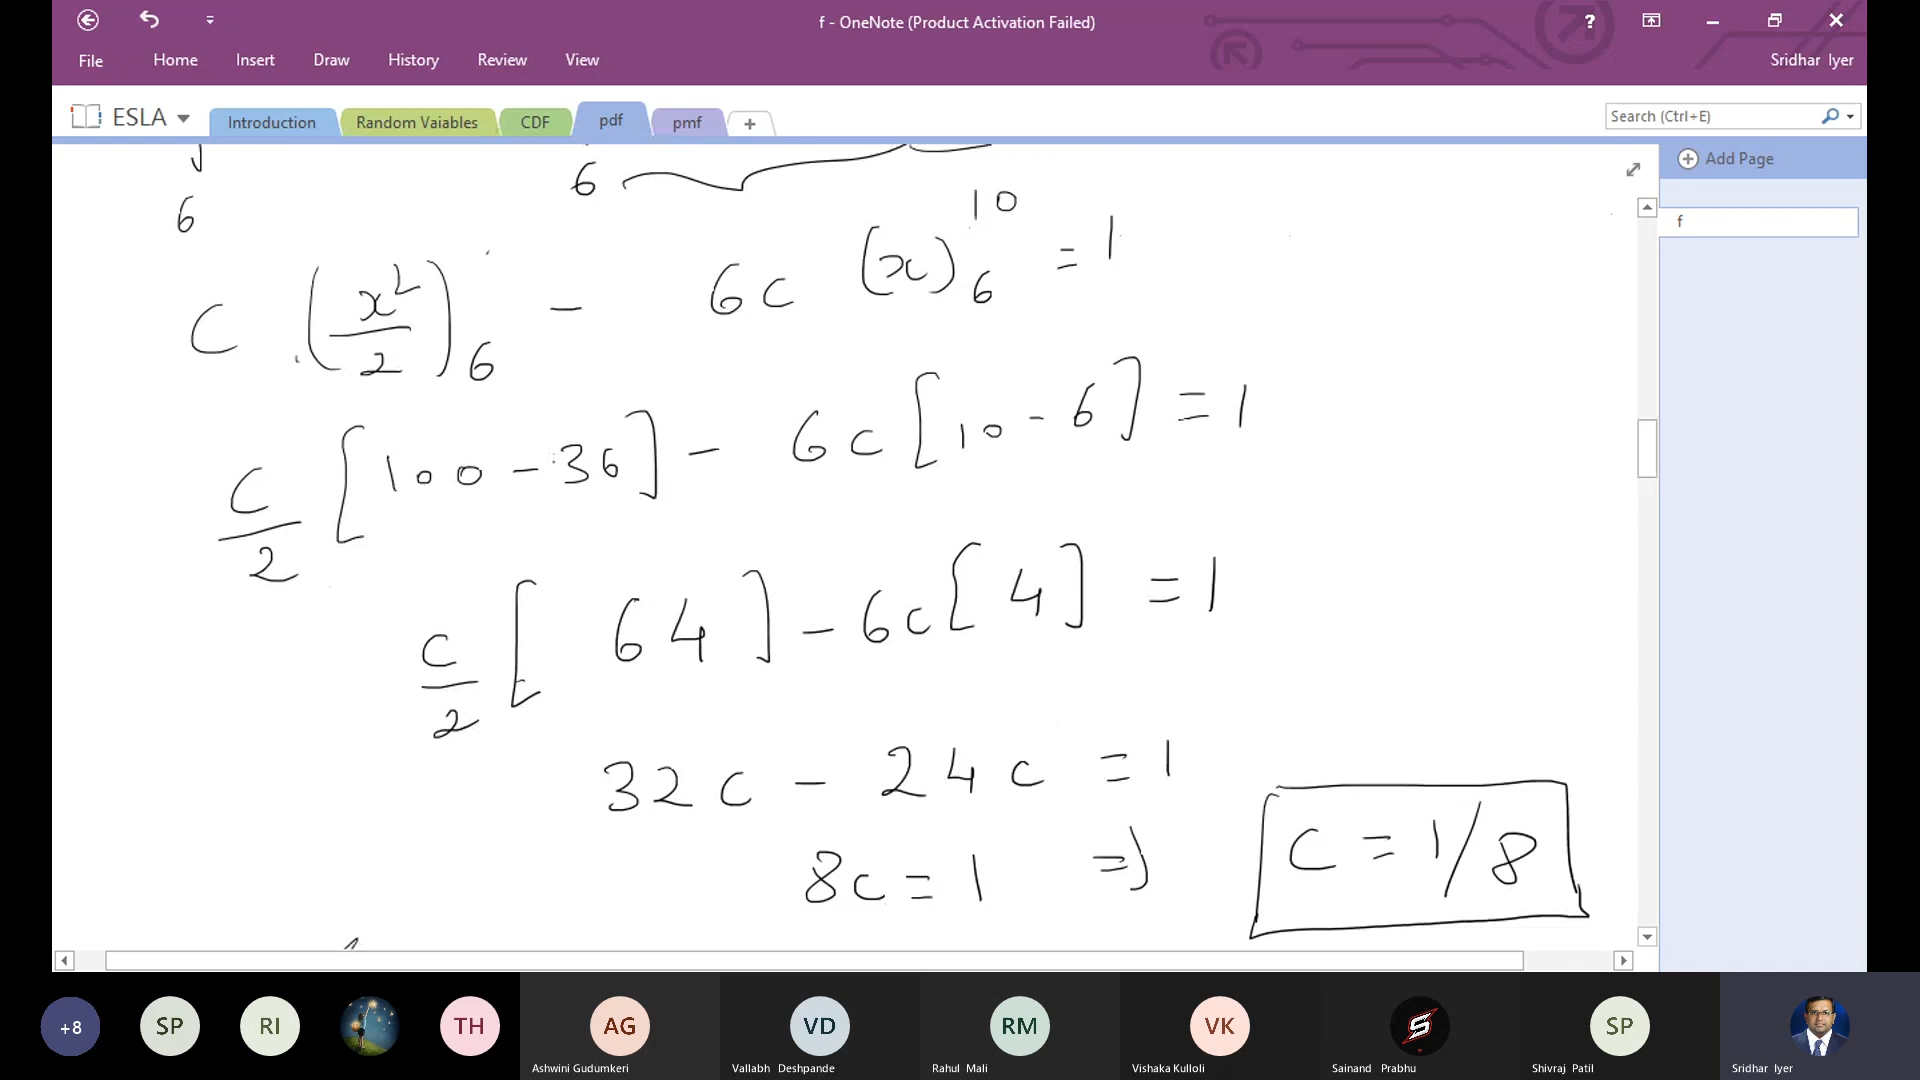 f - OneNote (Product Activation Failed)
?
File Home Insert Draw History Review View
Sridhar Iyer
ESLA
Introduction
Random Vaiables
CDF
pdf
pmf
+
Search (Ctrl+E)
Add Page
f
6 6
C (x²/2)6 - 6c (x)6 10 = 1
C/2 [100 - 36] - 6c [10 - 6] = 1
c/2 [64] - 6c [4] = 1
32c - 24c = 1
8c = 1 ⇒ C = 1/8
+8
SP
RI
TH
AG
VD
RM
VK
S
SP
Ashwini Gudumkeri
Vallabh Deshpande
Rahul Mali
Vishaka Kulloli
Sainand Prabhu
Shivraj Patil
Sridhar Iyer